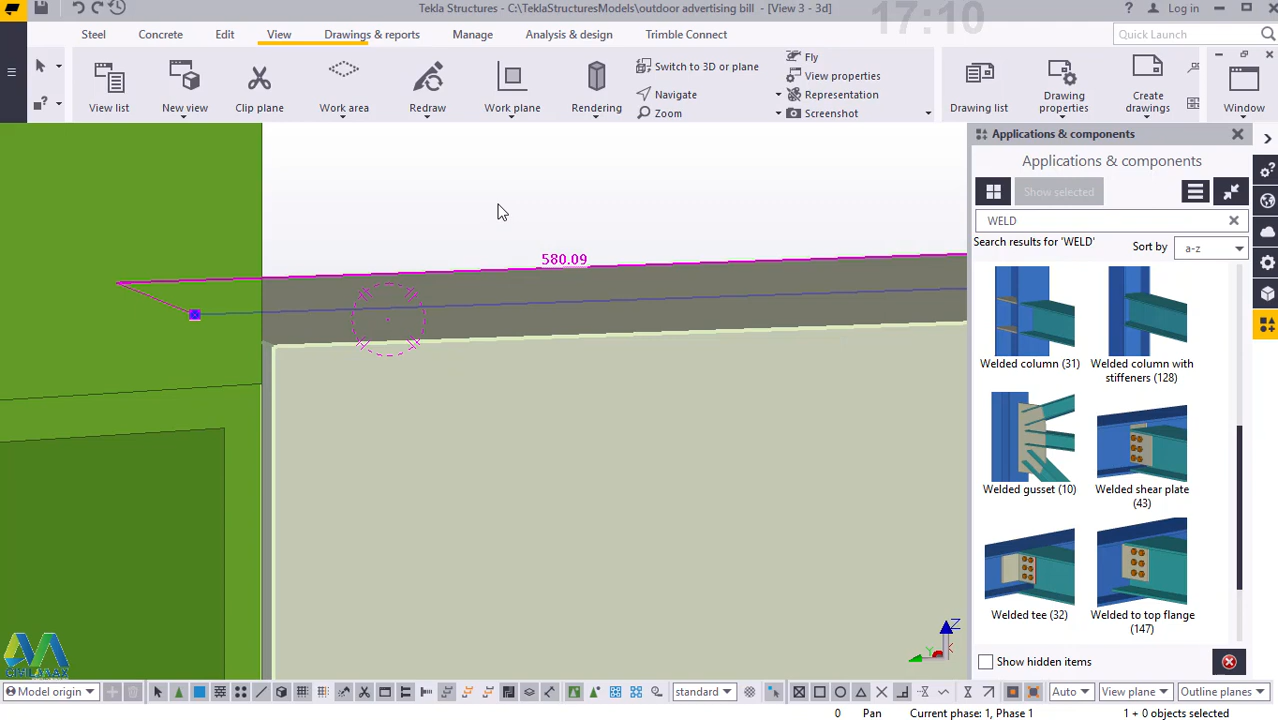 Tekla Structures - C:\TeklaStructuresModels\outdoor advertising bill - [View 3 - 3d]
17:10
Log in
Steel Concrete Edit View Drawings & reports Manage Analysis & design Trimble Connect
Quick Launch
View list
New view
Clip plane
Work area
Redraw
Work plane
Rendering
Switch to 3D or plane
Navigate
Zoom
Fly
View properties
Representation
Screenshot
Drawing list
Drawing properties
Create drawings
Window
580.09
Applications & components
Applications & components
Show selected
WELD
Search results for 'WELD'
Sort by
a-z
Welded column (31)
Welded column with stiffeners (128)
Welded gusset (10)
Welded shear plate (43)
Welded tee (32)
Welded to top flange (147)
Show hidden items
Z
Y
X
CIVILMAX
Model origin
standard
Auto
View plane
Outline planes
0 Pan Current phase: 1, Phase 1 1 + 0 objects selected